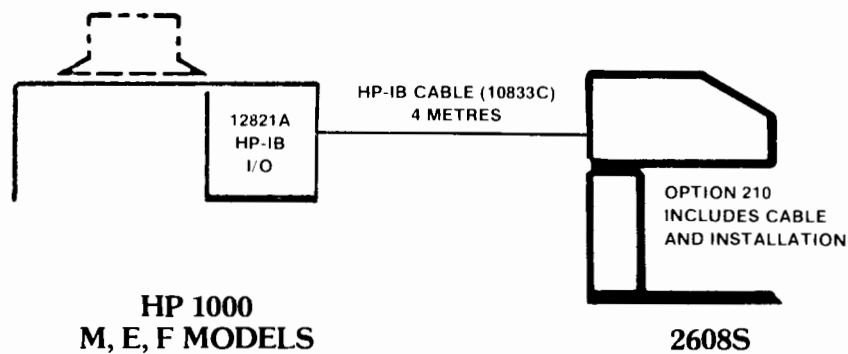 12821A
HP-IB
I/O
HP-IB CABLE (10833C)
4 METRES
OPTION 210
INCLUDES CABLE
AND INSTALLATION
HP 1000
M, E, F MODELS
2608S